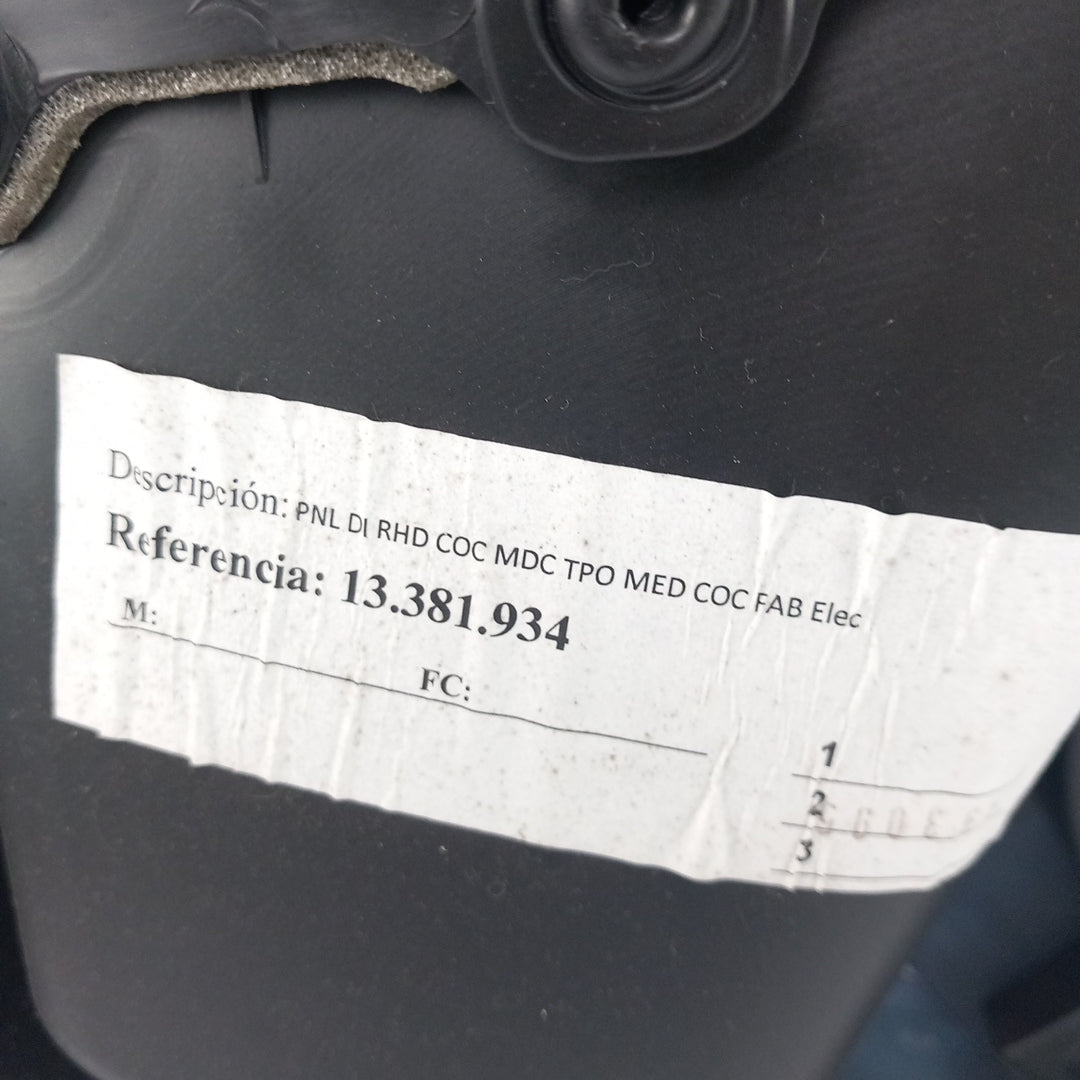 Descripción: PNL DI RHD COC MDC TPO MED COC FAB Elec
Referencia: 13.381.934
M:
FC:
1
2
3